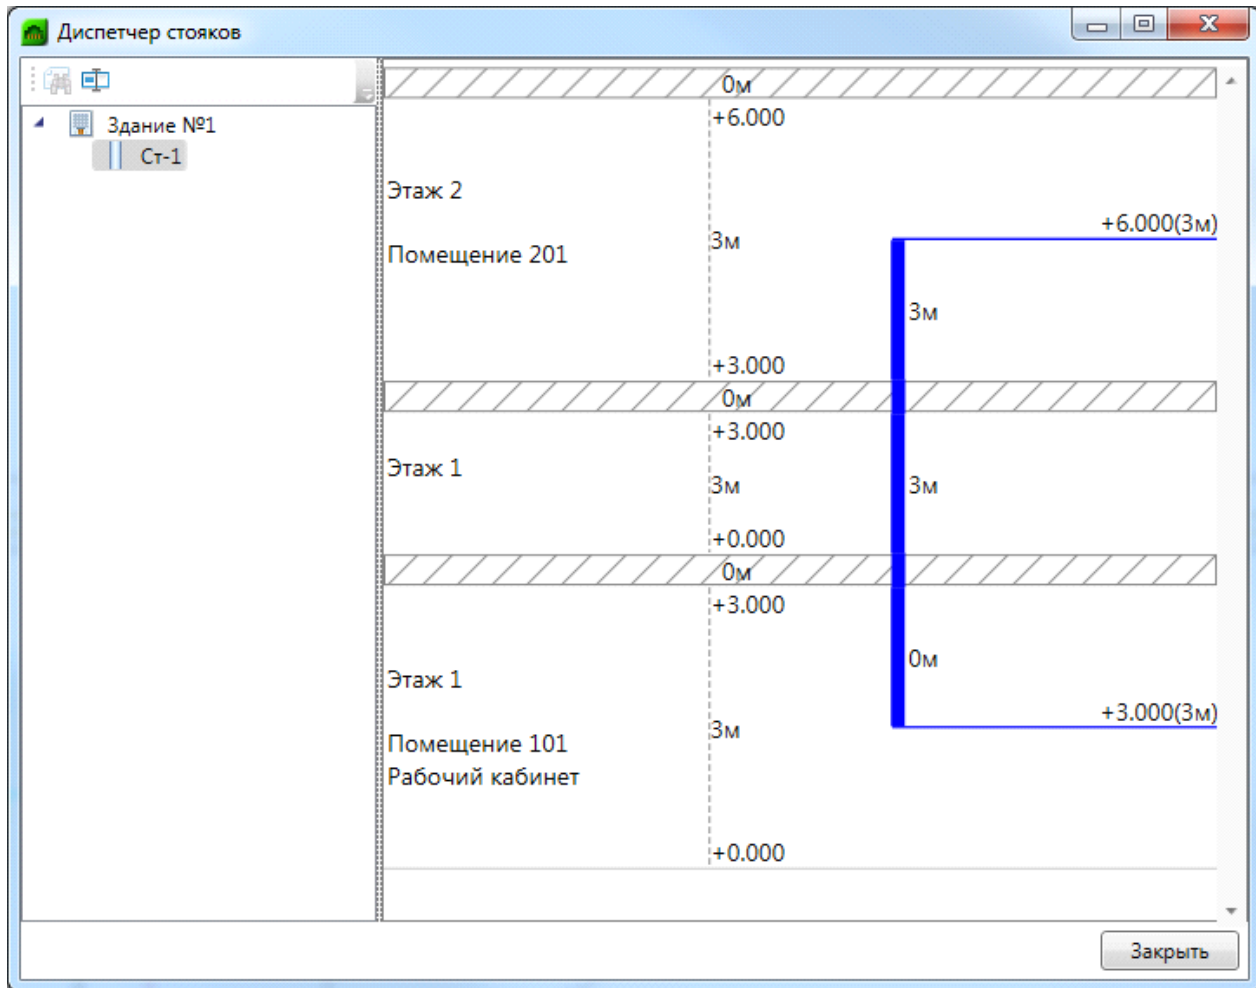 Диспетчер стояков
Здание №1
Ст-1
0м
+6.000
Этаж 2
+6.000(3м)
3м
Помещение 201
3м
+3.000
0м
+3.000
Этаж 1
3м
3м
+0.000
0м
+3.000
0м
Этаж 1
+3.000(3м)
3м
Помещение 101
Рабочий кабинет
+0.000
Закрыть